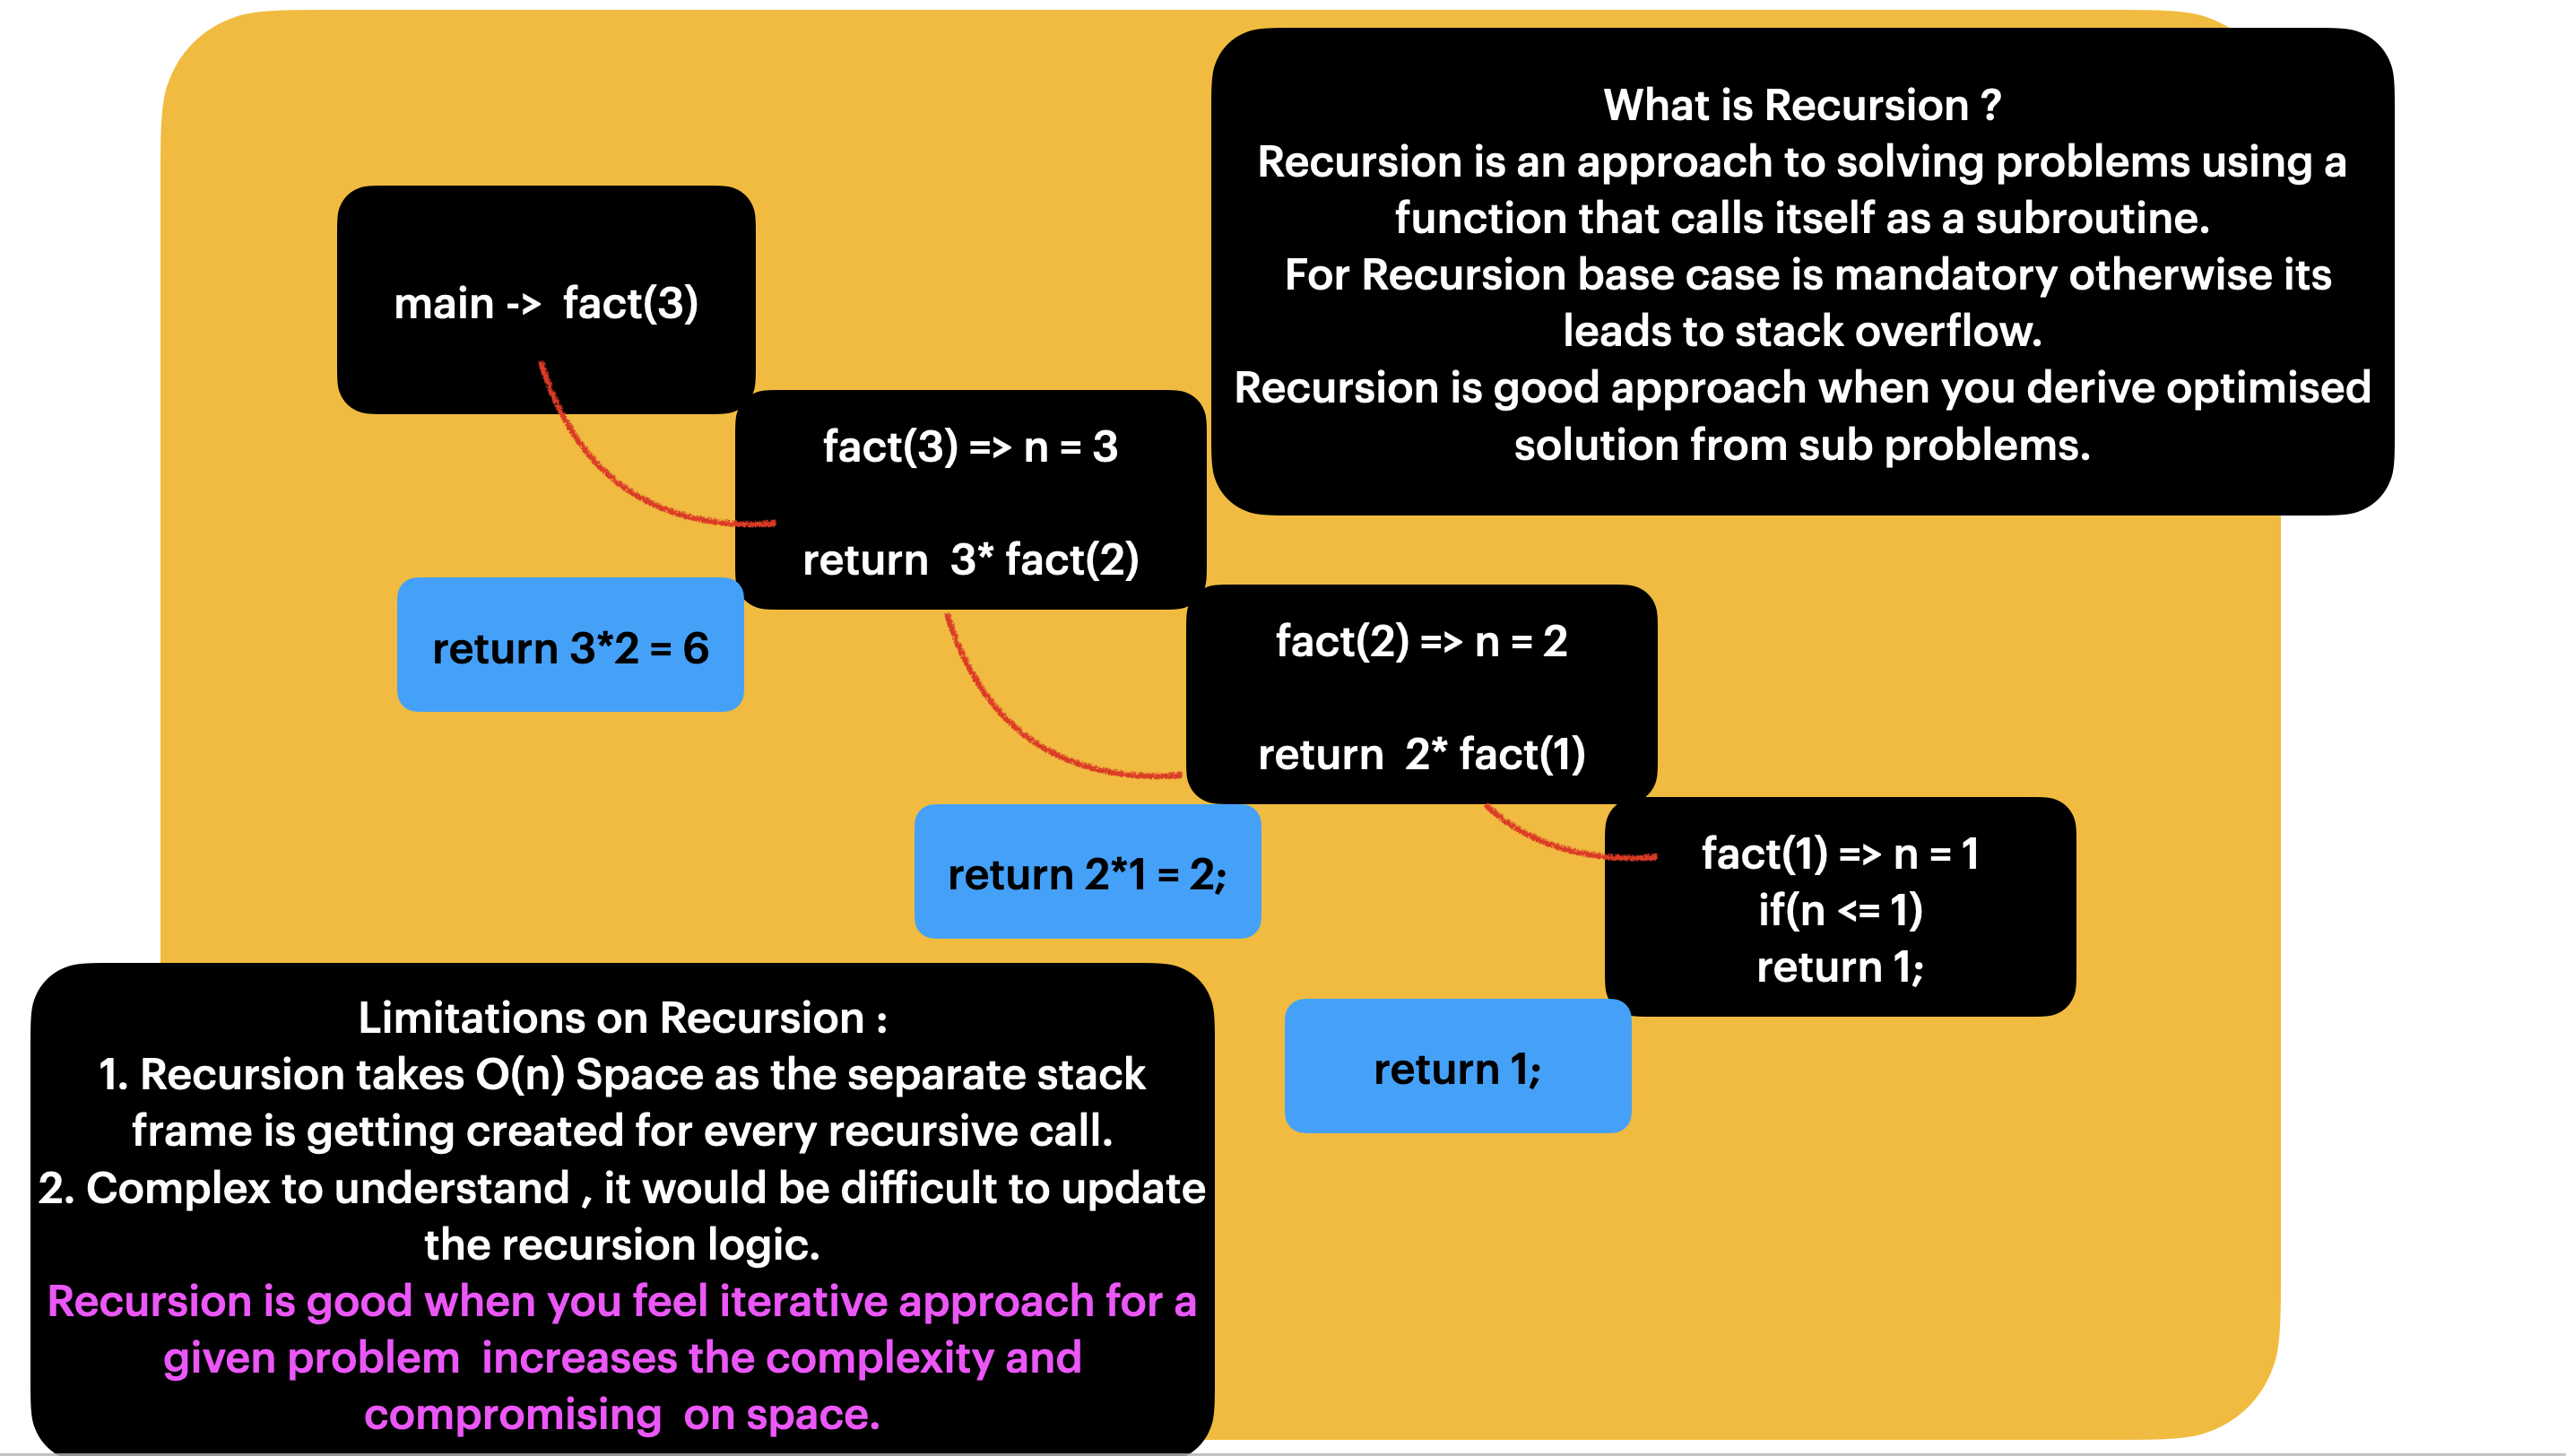 What is Recursion ?
Recursion is an approach to solving problems using a
function that calls itself as a subroutine.
For Recursion base case is mandatory otherwise its
leads to stack overflow.
Recursion is good approach when you derive optimised
solution from sub problems.
main -> fact(3)
fact(3) => n = 3
return 3* fact(2)
return 3*2 = 6
fact(2) => n = 2
return 2* fact(1)
return 2*1 = 2;
fact(1) => n = 1
if(n <= 1)
return 1;
return 1;
Limitations on Recursion :
1. Recursion takes O(n) Space as the separate stack
frame is getting created for every recursive call.
2. Complex to understand , it would be difficult to update
the recursion logic.
Recursion is good when you feel iterative approach for a
given problem increases the complexity and
compromising on space.